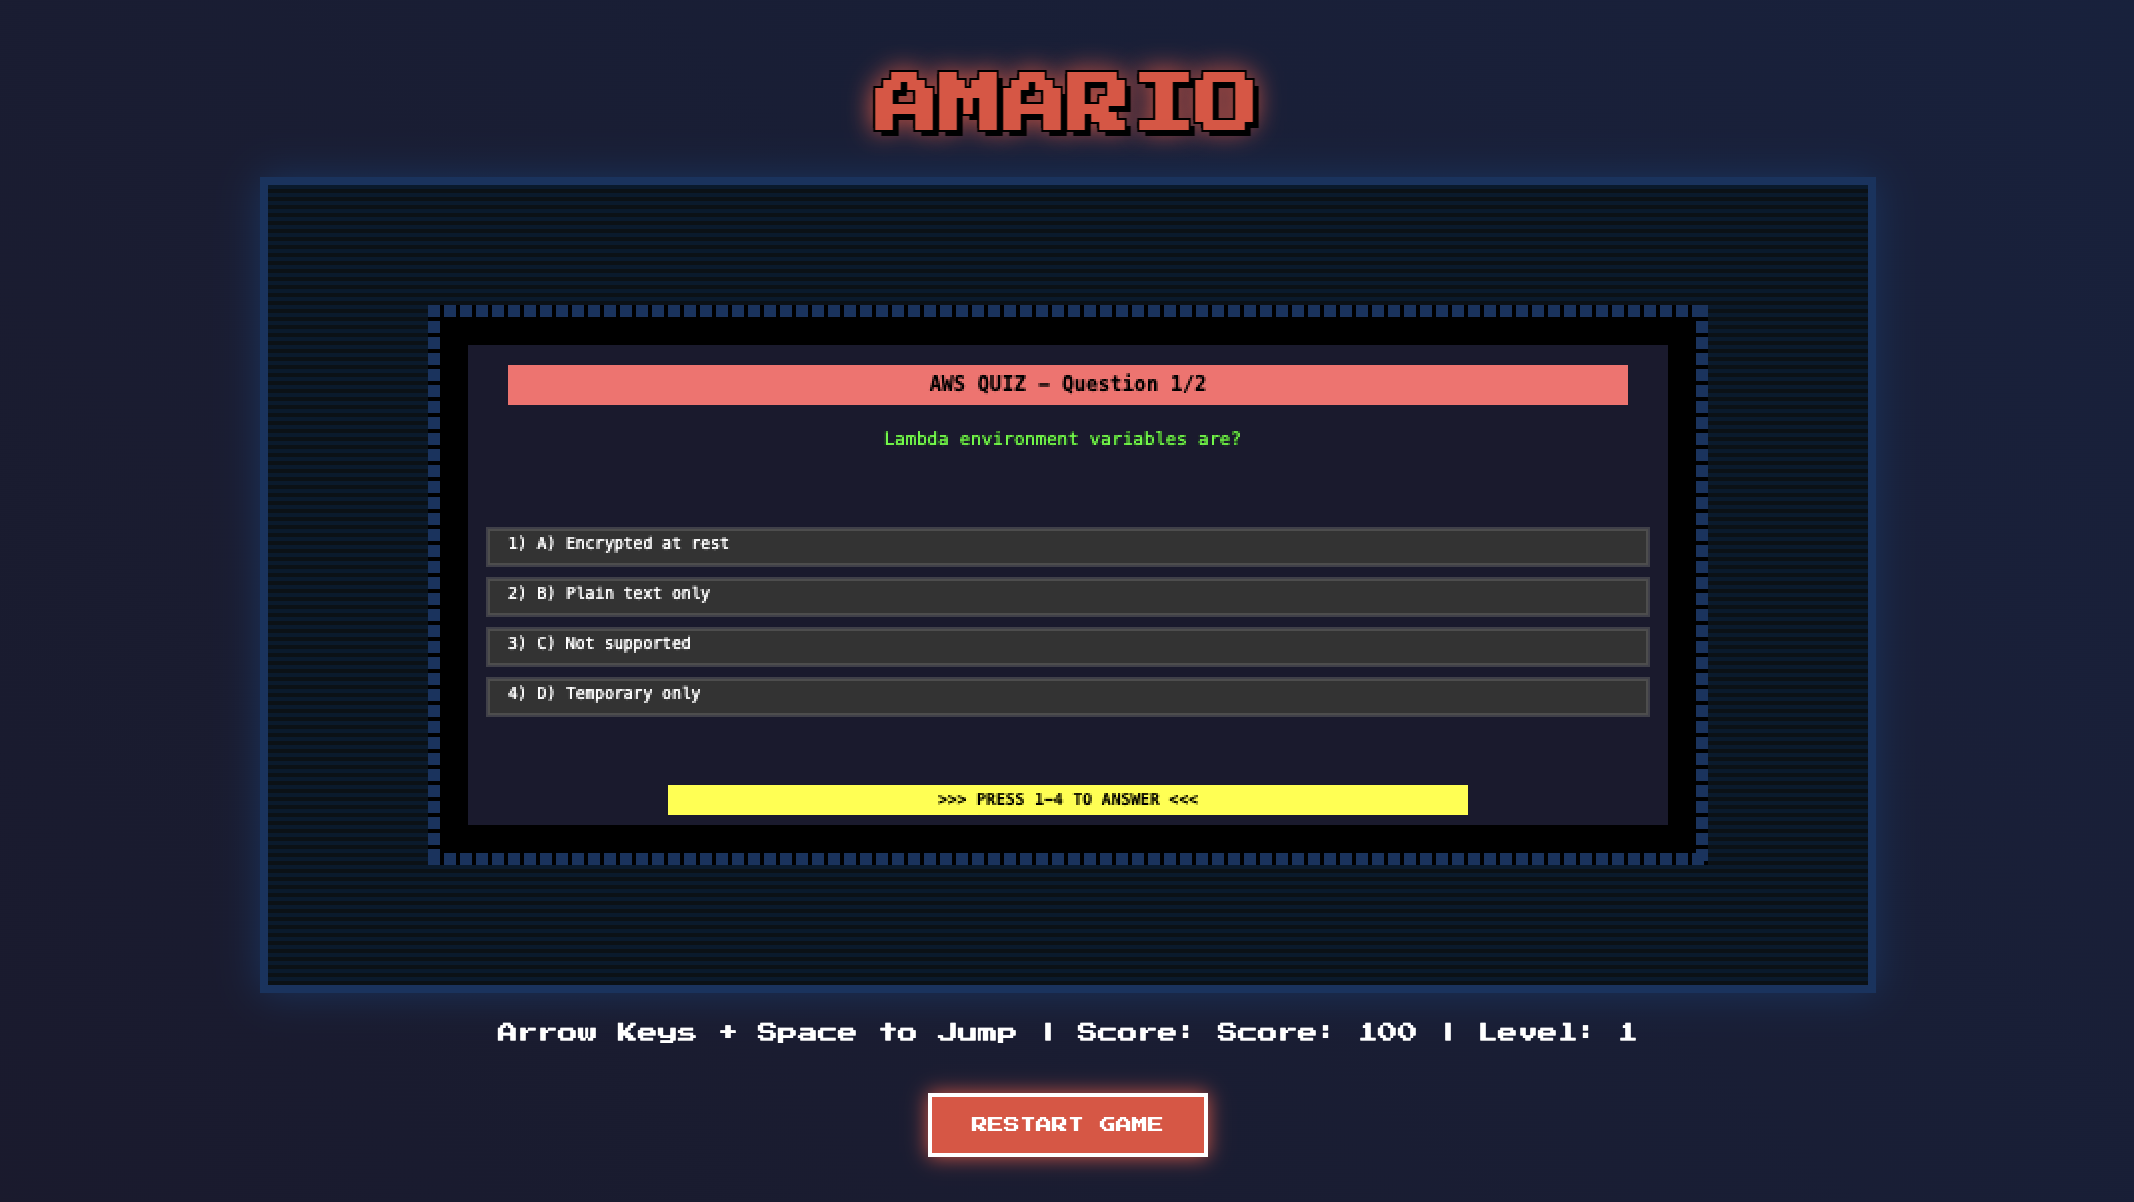 AMARIO
AWS QUIZ - Question 1/2
Lambda environment variables are?
1) A) Encrypted at rest
2) B) Plain text only
3) C) Not supported
4) D) Temporary only
>>> PRESS 1-4 TO ANSWER <<<
Arrow Keys + Space to Jump | Score: Score: 100 | Level: 1
RESTART GAME